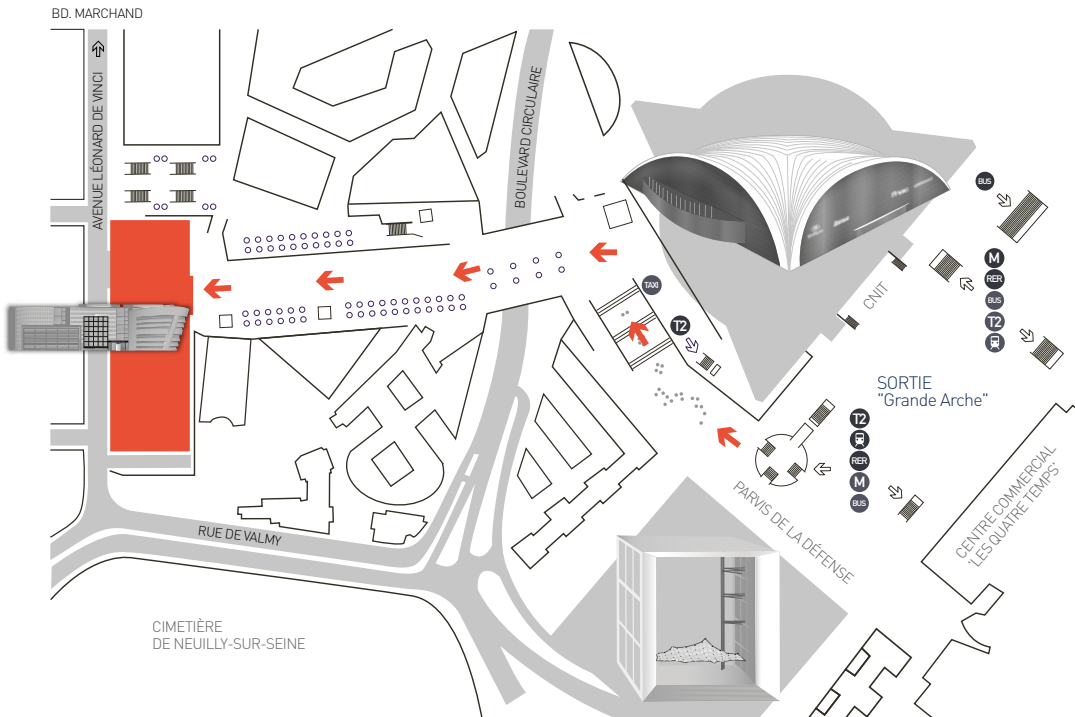 BD. MARCHAND
AVENUE LÉONARD DE VINCI
BOULEVARD CIRCULAIRE
BUS
M
RER
BUS
T2
TAXI
T2
CNIT
SORTIE
"Grande Arche"
T2
RER
M
BUS
PARVIS DE LA DÉFENSE
CENTRE COMMERCIAL
'LES QUATRE TEMPS'
RUE DE VALMY
CIMETIÈRE
DE NEUILLY-SUR-SEINE